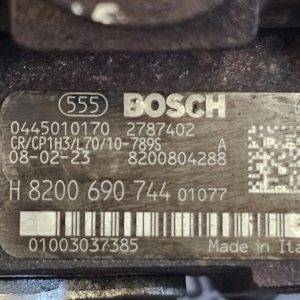 555 BOSCH
0445010170 2787402
CR/CP1H3/L70/10-789S A
08-02-23 8200804288
H 8200 690 744 01077
01003037385 Made in Ita